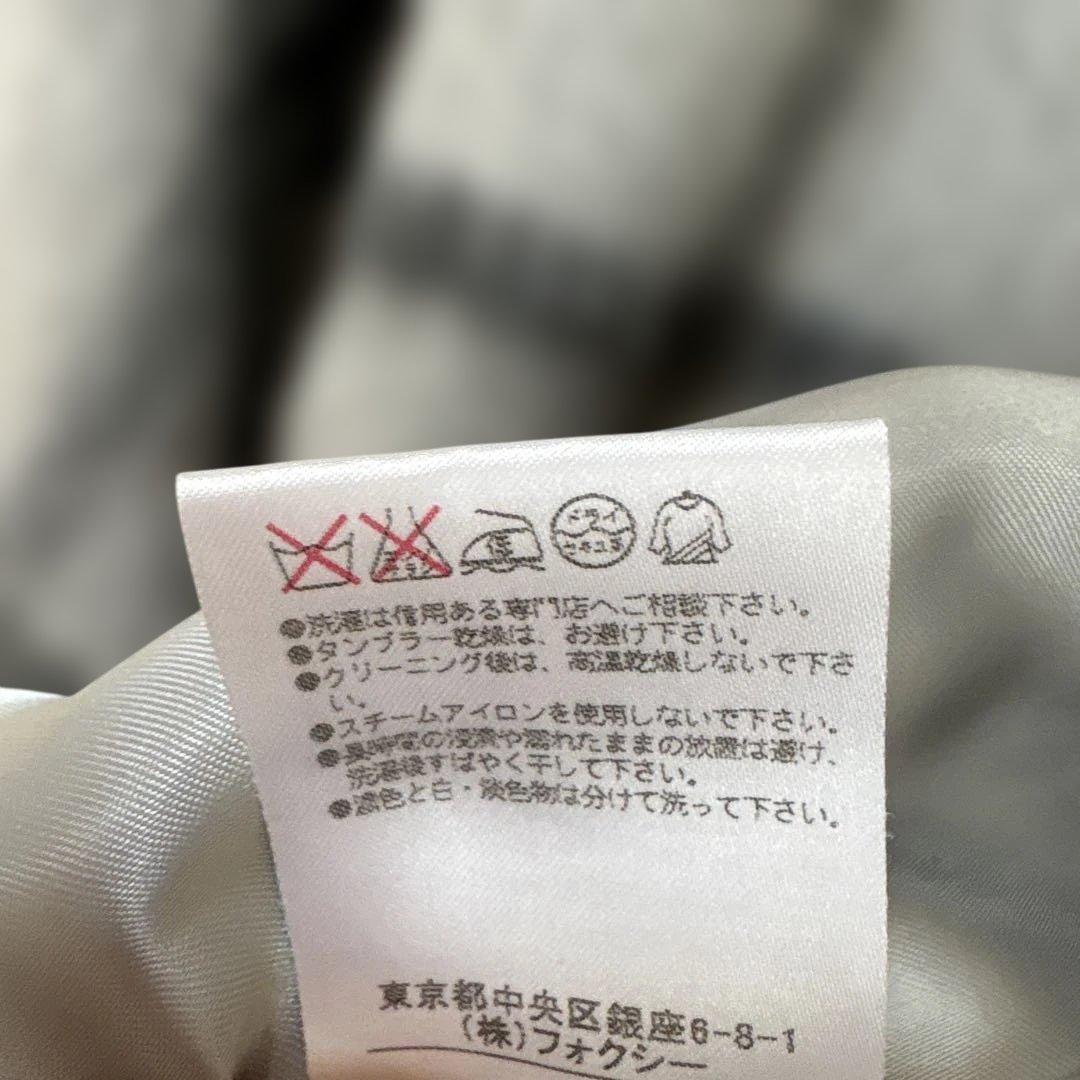 ●洗濯は信用ある専門店へご相談下さい。
●タンブラー乾燥は、お避け下さい。
●クリーニング後は、高温乾燥しないで下さ
い。
●スチームアイロンを使用しないで下さい。
●長時間の浸漬や濡れたままの放置は避け、
洗濯後すばやく干して下さい。
●濃色と白・淡色物は分けて洗って下さい。
東京都中央区銀座6-8-1
(株)フォクシー